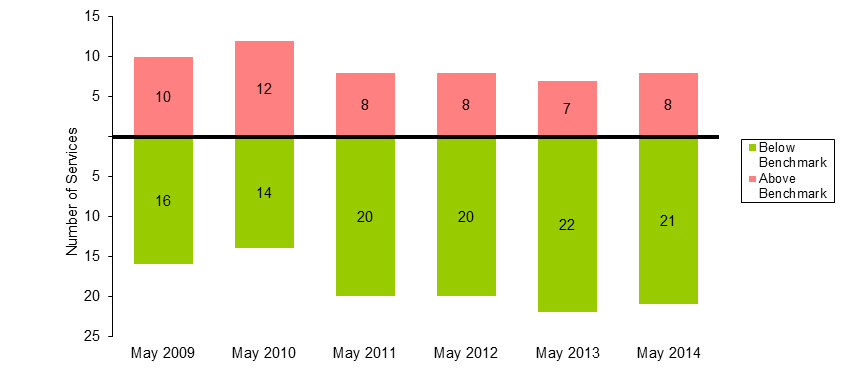 15
10
5
5
10
15
20
25
Number of Services
10
12
8
8
7
8
16
14
20
20
22
21
May 2009
May 2010
May 2011
May 2012
May 2013
May 2014
Below
Benchmark
Above
Benchmark